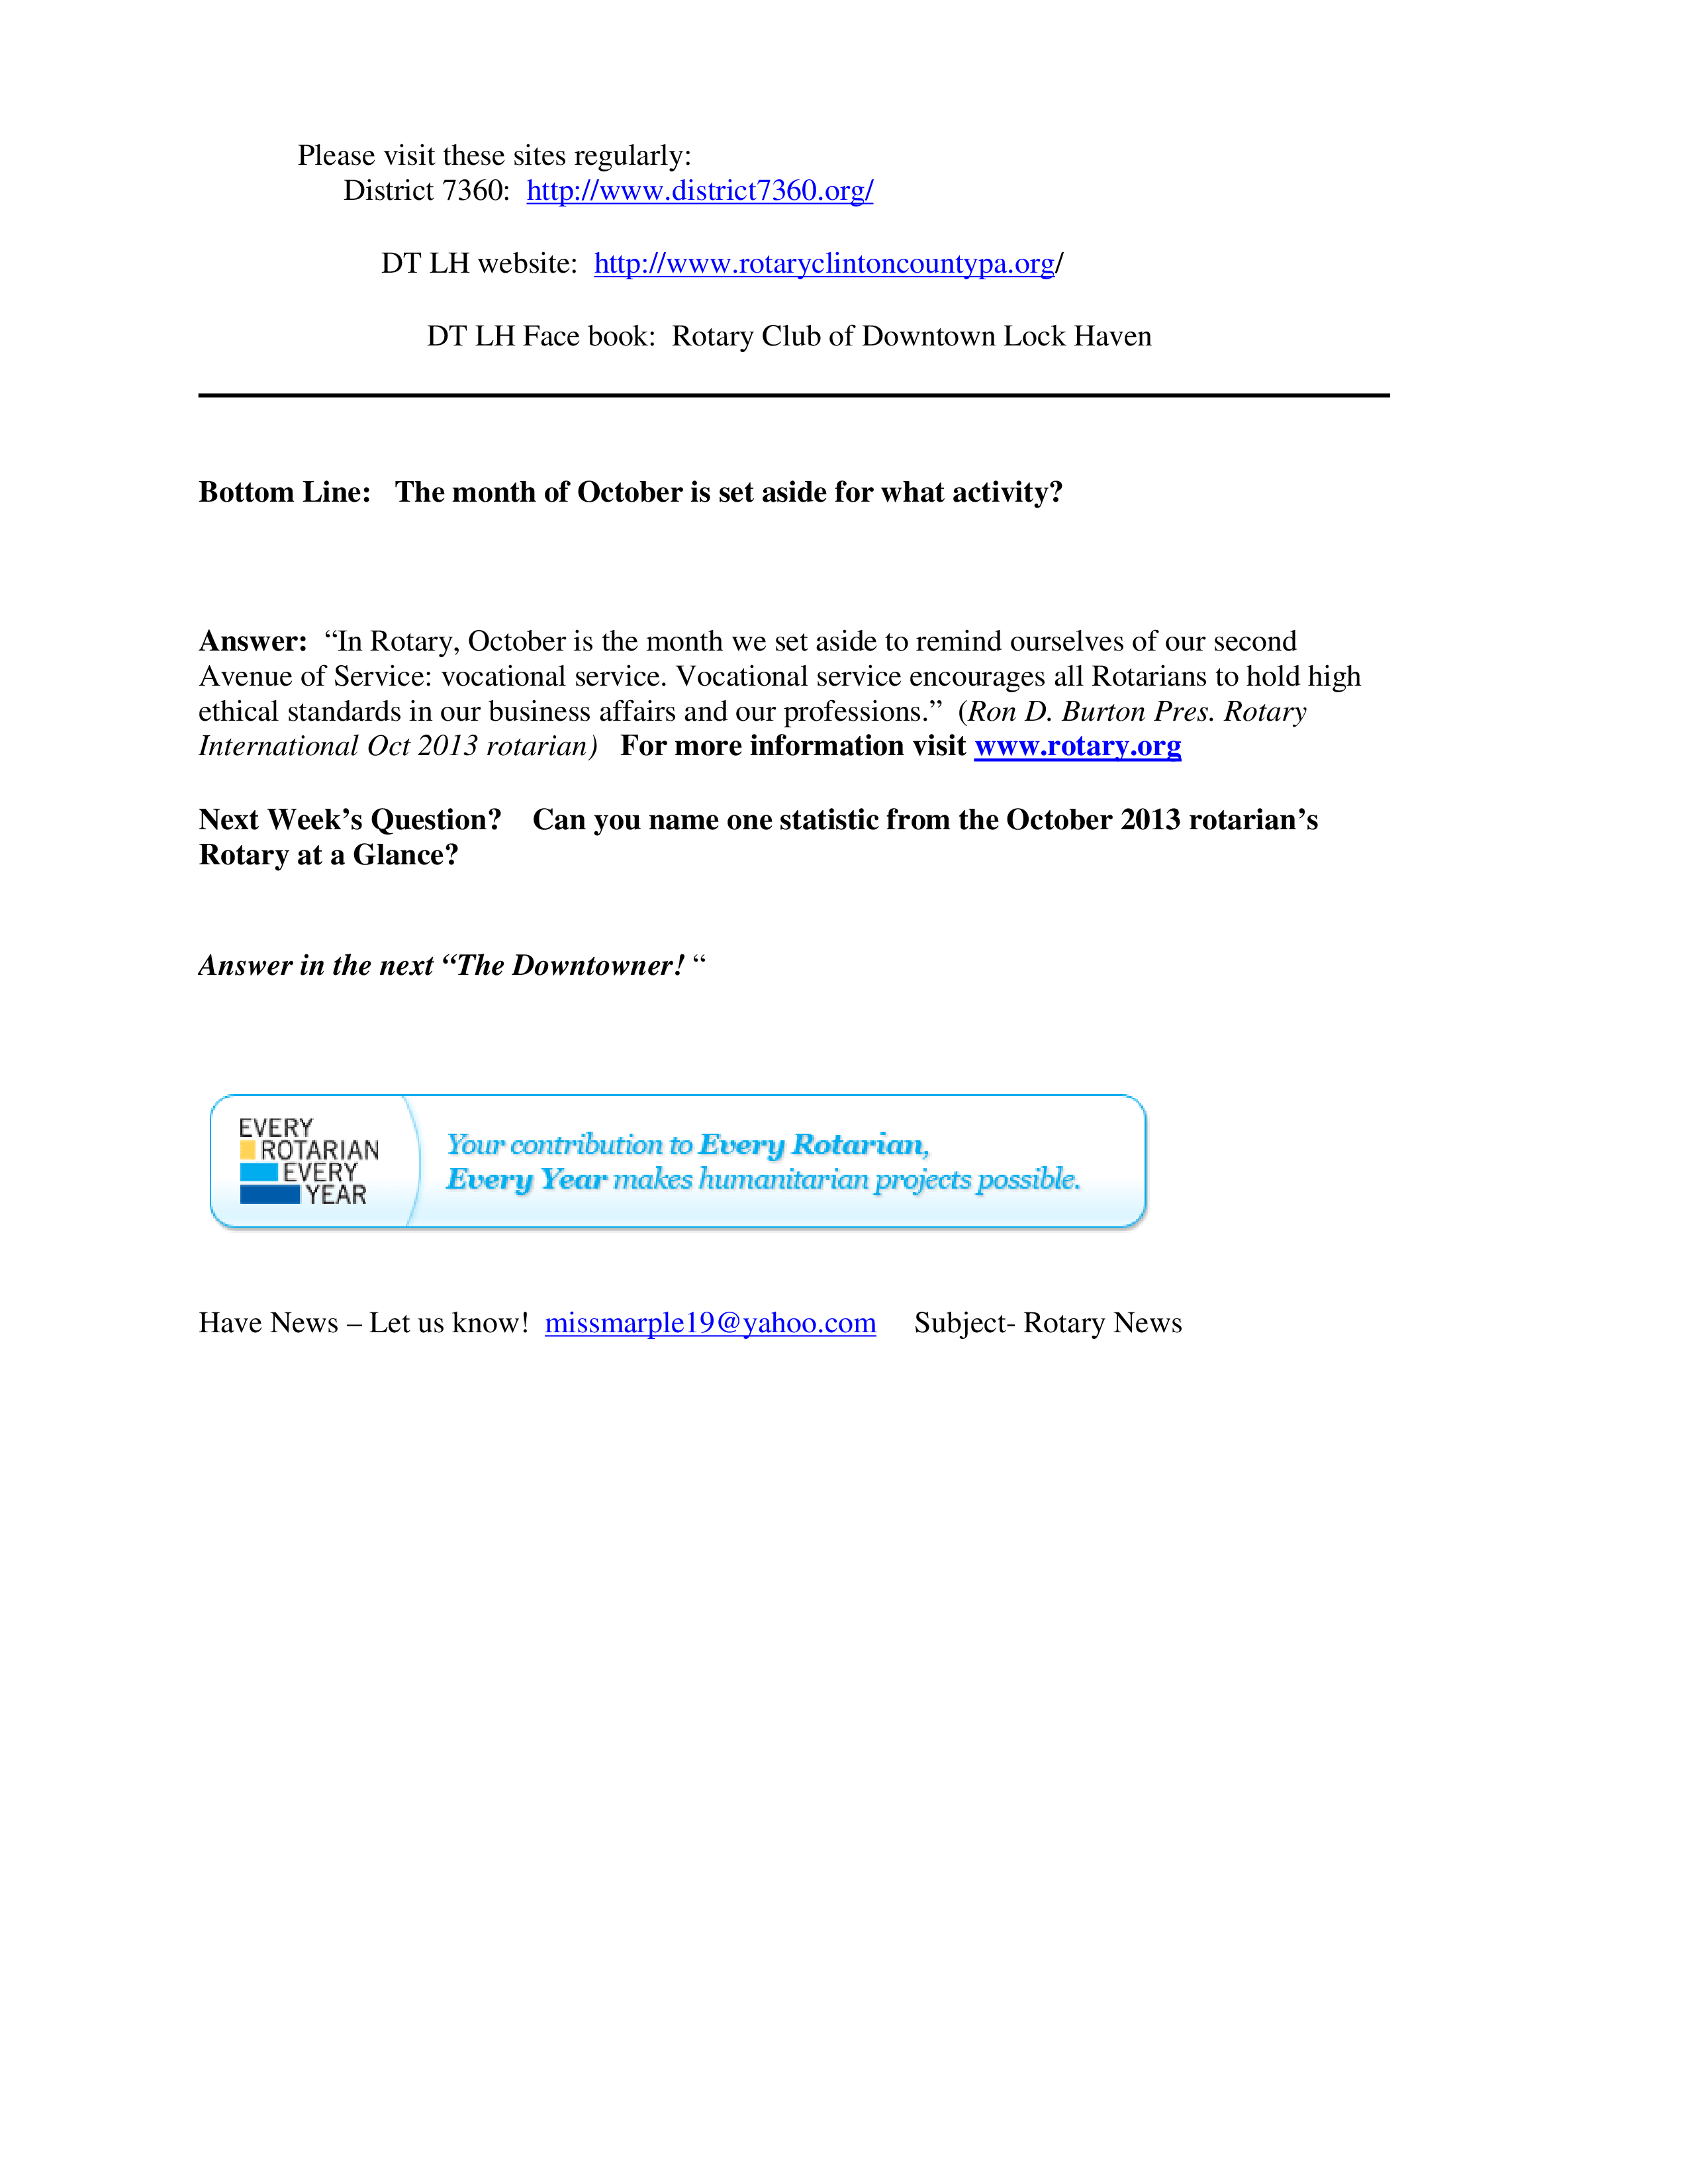 Please visit these sites regularly:
District 7360:  http://www.district7360.org/
DT LH website:  http://www.rotaryclintoncountypa.org/
DT LH Face book:  Rotary Club of Downtown Lock Haven
Bottom Line:   The month of October is set aside for what activity?
Answer:  “In Rotary, October is the month we set aside to remind ourselves of our second
Avenue of Service: vocational service. Vocational service encourages all Rotarians to hold high
ethical standards in our business affairs and our professions.”  (Ron D. Burton Pres. Rotary
International Oct 2013 rotarian)   For more information visit www.rotary.org
Next Week’s Question?    Can you name one statistic from the October 2013 rotarian’s
Rotary at a Glance?
Answer in the next “The Downtowner! “
EVERY
ROTARIAN
EVERY
YEAR
Your contribution to Every Rotarian,
Every Year makes humanitarian projects possible.
Have News – Let us know!  missmarple19@yahoo.com     Subject- Rotary News